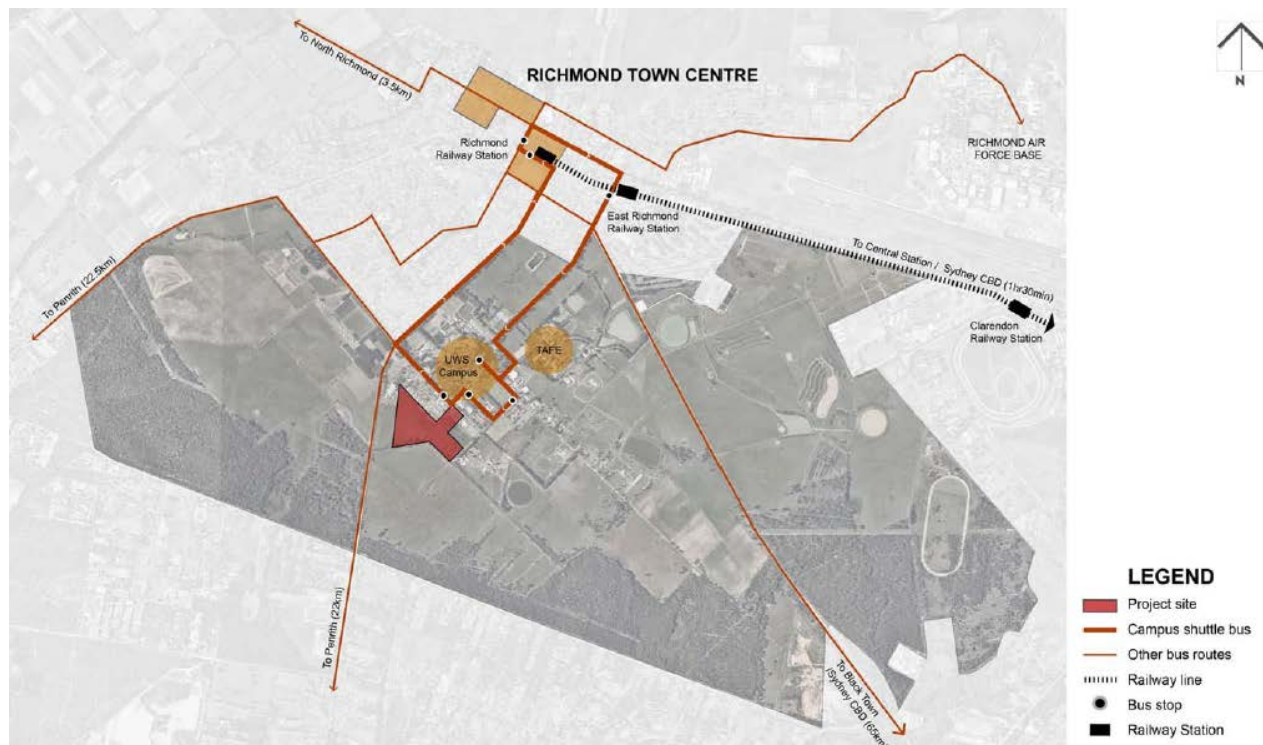 N
To North Richmond (3.5km)
RICHMOND TOWN CENTRE
RICHMOND AIR
FORCE BASE
Richmond
Railway Station
East Richmond
Railway Station
To Central Station / Sydney CBD (1hr30min)
Clarendon
Railway Station
To Penrith (22.5km)
UWS
Campus
TAFE
To Penrith (22km)
To Black Town
/Sydney CBD (65km)
LEGEND
Project site
Campus shuttle bus
Other bus routes
Railway line
Bus stop
Railway Station